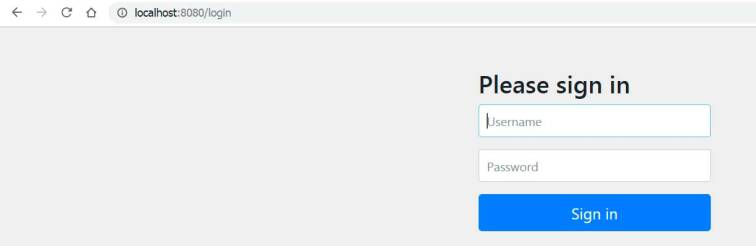 localhost:8080/login
Please sign in
Username
Password
Sign in